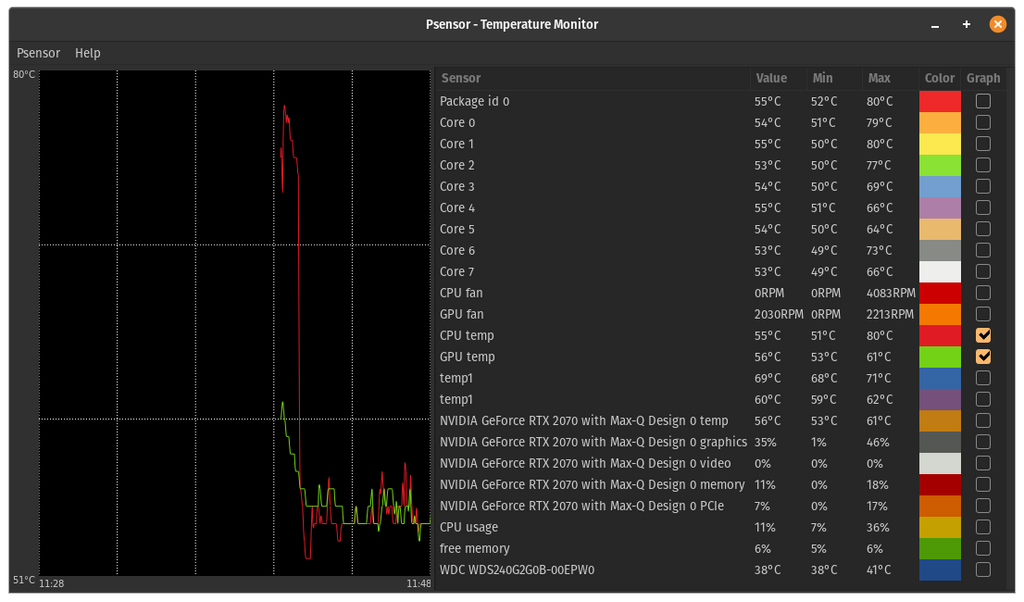 Psensor - Temperature Monitor
Psensor Help
80°C
51°C
11:28 11:48
Sensor Value Min Max Color Graph
Package id 0 55°C 52°C 80°C
Core 0 54°C 51°C 79°C
Core 1 55°C 50°C 80°C
Core 2 53°C 50°C 77°C
Core 3 54°C 50°C 69°C
Core 4 55°C 51°C 66°C
Core 5 54°C 50°C 64°C
Core 6 53°C 49°C 73°C
Core 7 53°C 49°C 66°C
CPU fan 0RPM 0RPM 4083RPM
GPU fan 2030RPM 0RPM 2213RPM
CPU temp 55°C 51°C 80°C
GPU temp 56°C 53°C 61°C
temp1 69°C 68°C 71°C
temp1 60°C 59°C 62°C
NVIDIA GeForce RTX 2070 with Max-Q Design 0 temp 56°C 53°C 61°C
NVIDIA GeForce RTX 2070 with Max-Q Design 0 graphics 35% 1% 46%
NVIDIA GeForce RTX 2070 with Max-Q Design 0 video 0% 0% 0%
NVIDIA GeForce RTX 2070 with Max-Q Design 0 memory 11% 0% 18%
NVIDIA GeForce RTX 2070 with Max-Q Design 0 PCIe 7% 0% 17%
CPU usage 11% 7% 36%
free memory 6% 5% 6%
WDC WDS240G2G0B-00EPW0 38°C 38°C 41°C